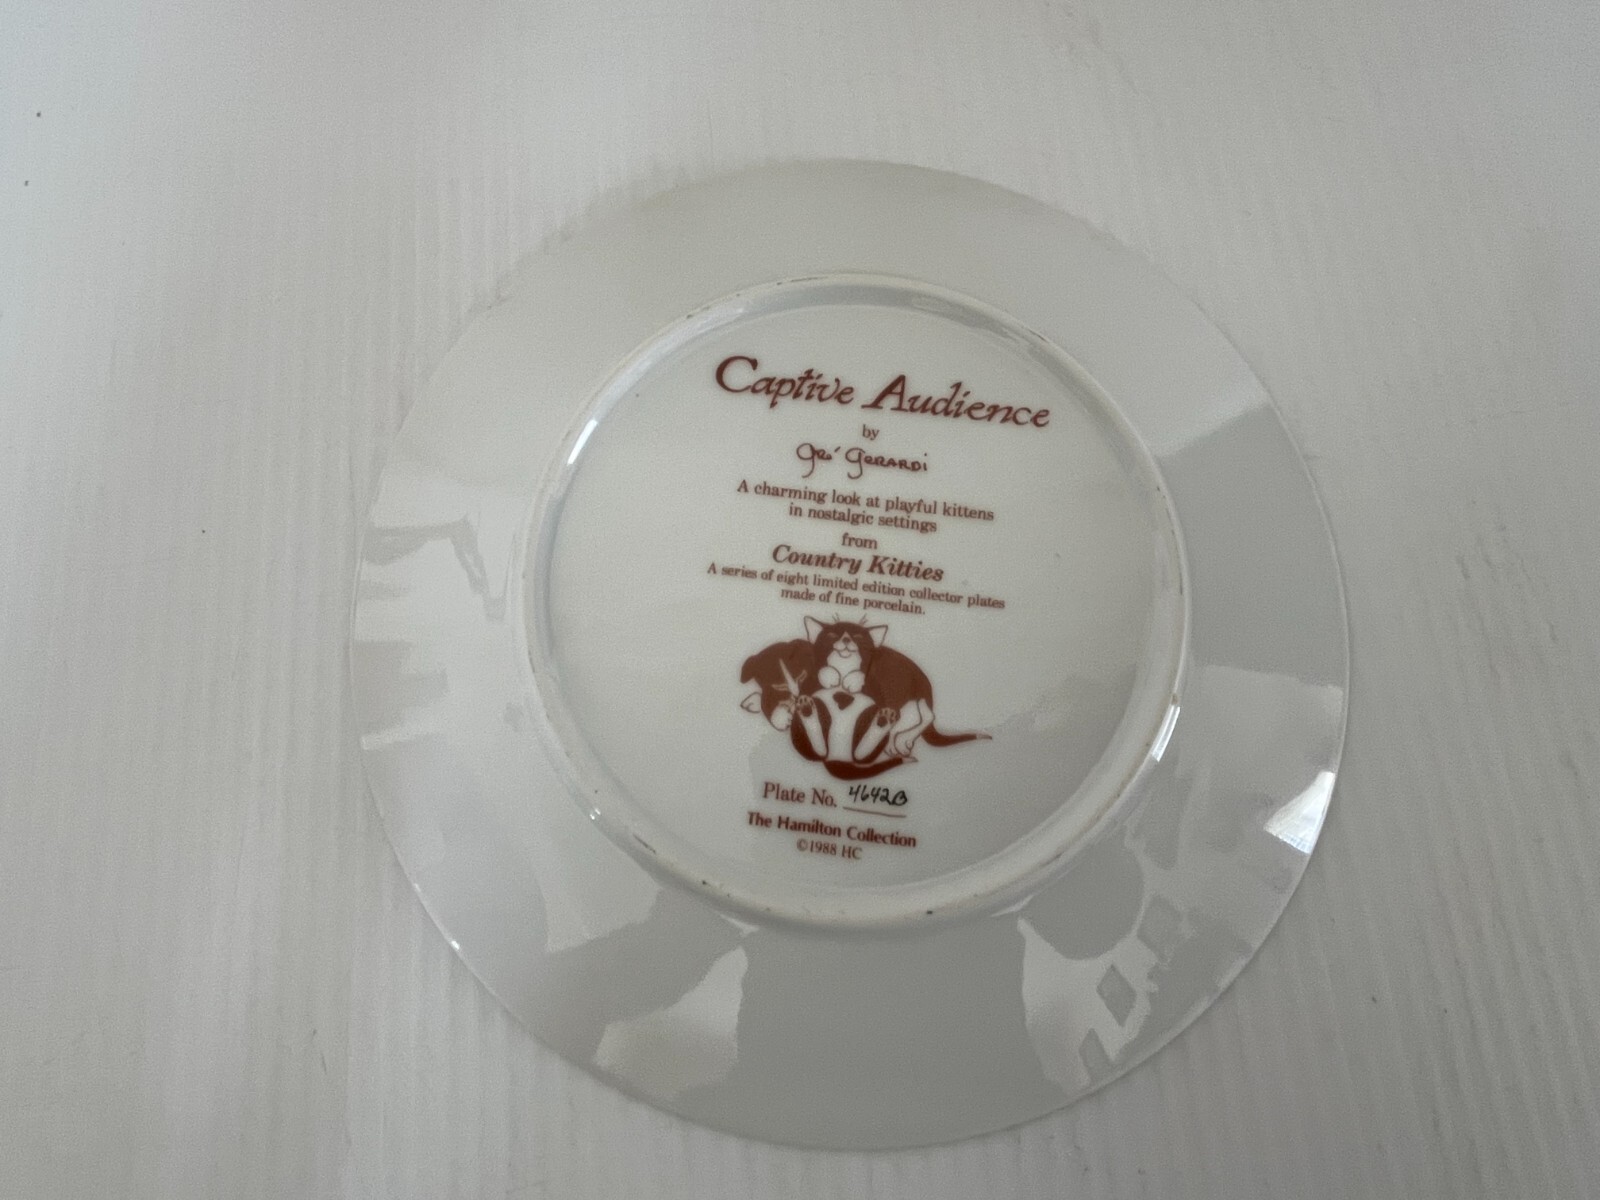 Captive Audience
by
Gré Gerardi
A charming look at playful kittens
in nostalgic settings
from
Country Kitties
A series of eight limited edition collector plates
made of fine porcelain.
Plate No. 4642B
The Hamilton Collection
©1988 HC